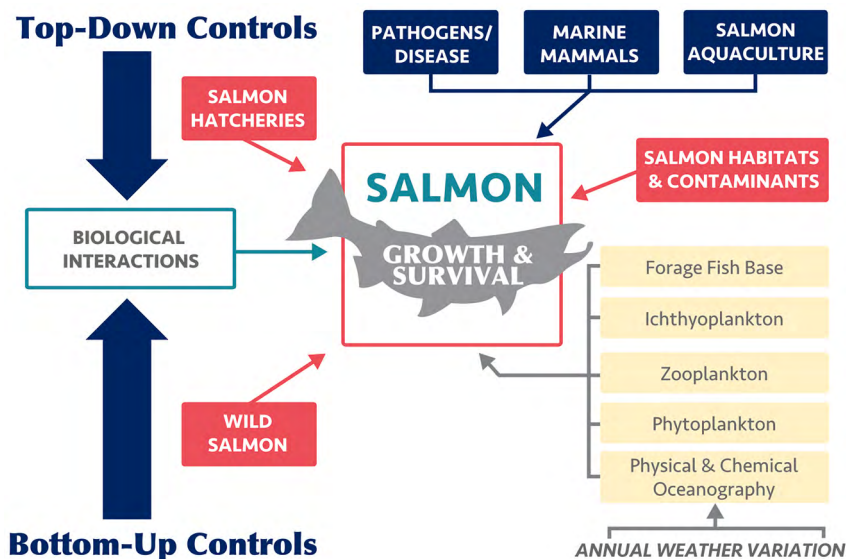 Top-Down Controls
PATHOGENS/
DISEASE
MARINE
MAMMALS
SALMON
AQUACULTURE
SALMON
HATCHERIES
SALMON HABITATS
& CONTAMINANTS
SALMON
GROWTH &
SURVIVAL
BIOLOGICAL
INTERACTIONS
Forage Fish Base
Ichthyoplankton
Zooplankton
Phytoplankton
Physical & Chemical
Oceanography
WILD
SALMON
Bottom-Up Controls
ANNUAL WEATHER VARIATION